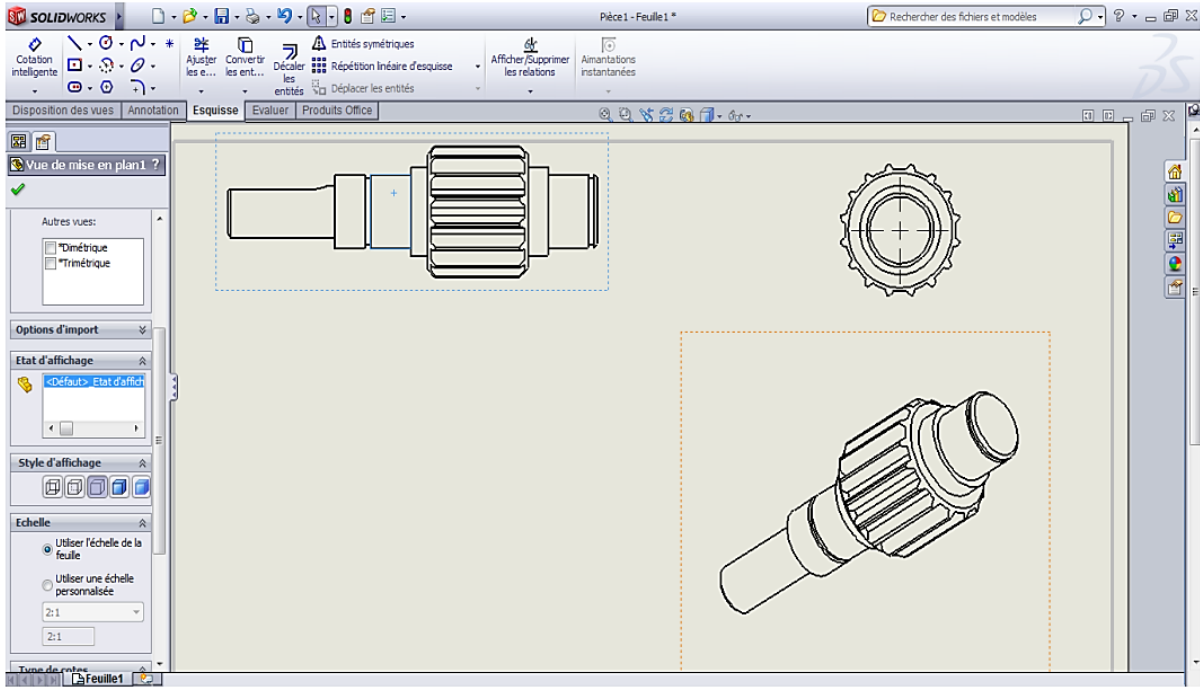 SOLIDWORKS
Pièce1 - Feuille1 *
Rechercher des fichiers et modèles
Cotation
intelligente
Ajuster
les e...
Convertir
les ent...
Décaler
les
entités
Entités symétriques
Répétition linéaire d'esquisse
Déplacer les entités
Afficher/Supprimer
les relations
Aimantations
instantanées
Disposition des vues
Annotation
Esquisse
Evaluer
Produits Office
Vue de mise en plan1 ?
Autres vues:
*Dimétrique
*Trimétrique
Options d'import
Etat d'affichage
<Défaut>_Etat d'affich
Style d'affichage
Echelle
Utiliser l'échelle de la
feuille
Utiliser une échelle
personnalisée
2:1
2:1
Type de cotes
Feuille1